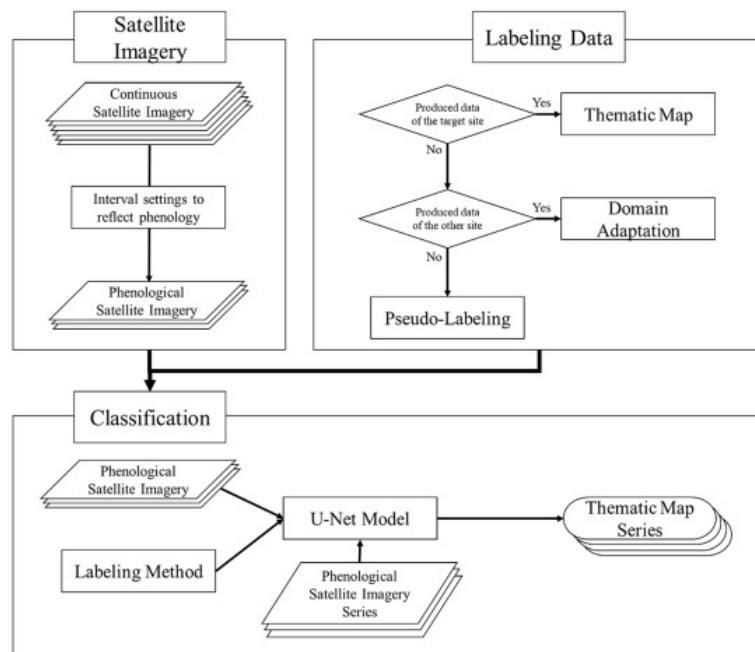 Satellite
Imagery
Continuous
Satellite Imagery
Interval settings to
reflect phenology
Phenological
Satellite Imagery
Labeling Data
Produced data
of the target site
Yes
Thematic Map
No
Produced data
of the other site
Yes
Domain
Adaptation
No
Pseudo-Labeling
Classification
Phenological
Satellite Imagery
Labeling Method
U-Net Model
Phenological
Satellite Imagery
Series
Thematic Map
Series